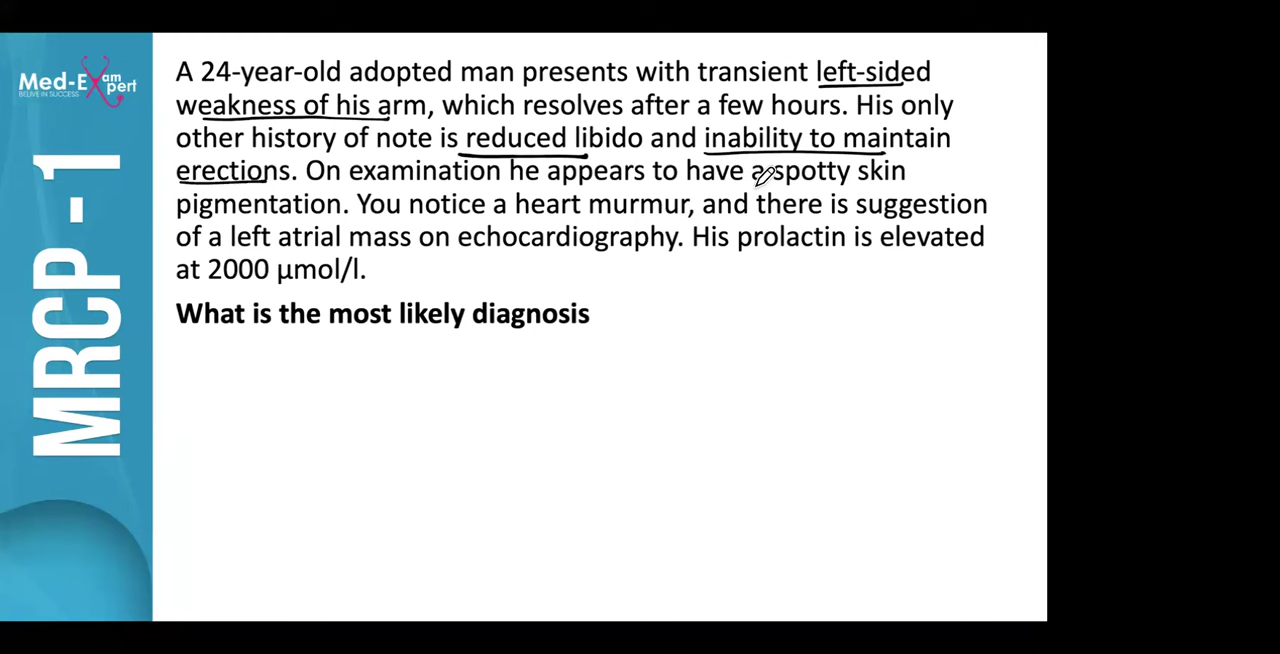 Med-Exam
pert
BELIVE IN SUCCESS
MRCP - 1
A 24-year-old adopted man presents with transient left-sided
weakness of his arm, which resolves after a few hours. His only
other history of note is reduced libido and inability to maintain
erections. On examination he appears to have a spotty skin
pigmentation. You notice a heart murmur, and there is suggestion
of a left atrial mass on echocardiography. His prolactin is elevated
at 2000 μmol/l.
What is the most likely diagnosis